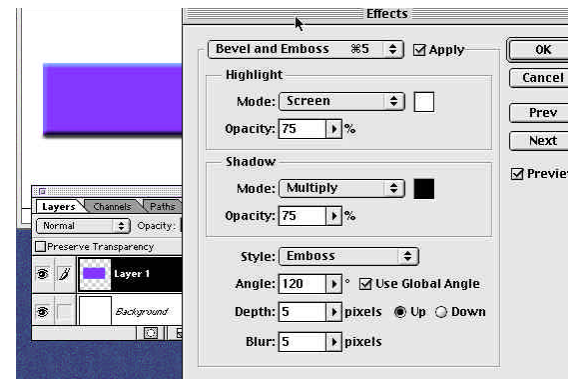 Effects
Bevel and Emboss ⌘5 Apply
OK
Highlight
Cancel
Mode: Screen
Prev
Opacity: 75 %
Next
Shadow
Preview
Mode: Multiply
Opacity: 75 %
Style: Emboss
Angle: 120 ° Use Global Angle
Depth: 5 pixels Up Down
Blur: 5 pixels
Layers Channels Paths
Normal Opacity:
Preserve Transparency
Layer 1
Background